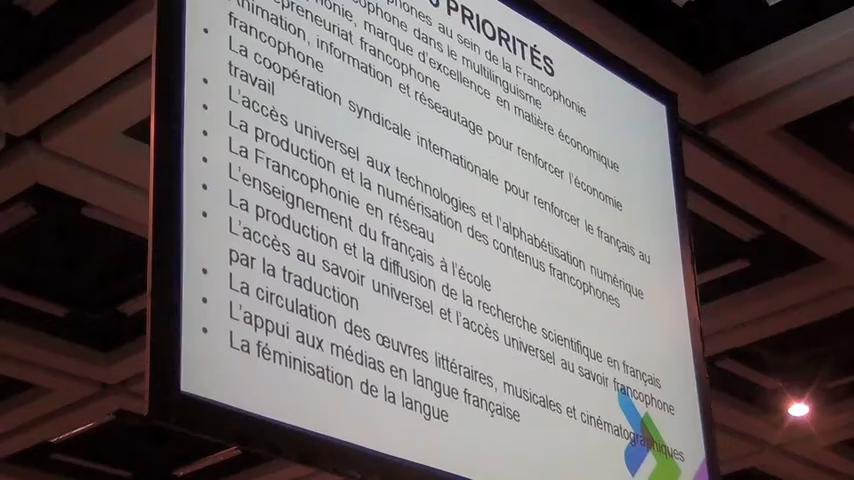 PRIORITÉS
au sein de la Francophonie
dans le multilinguisme
marque d'excellence en matière économique
francophone
Animation, information et réseautage pour renforcer l'économie
francophone
La coopération syndicale internationale pour renforcer le français au
travail
L'accès universel aux technologies et l'alphabétisation numérique
La production et la numérisation des contenus francophones
La Francophonie en réseau
L'enseignement du français à l'école
La production et la diffusion de la recherche scientifique en français
L'accès au savoir universel et l'accès universel au savoir francophone
par la traduction
La circulation des œuvres littéraires, musicales et cinématographiques
L'appui aux médias en langue française
La féminisation de la langue